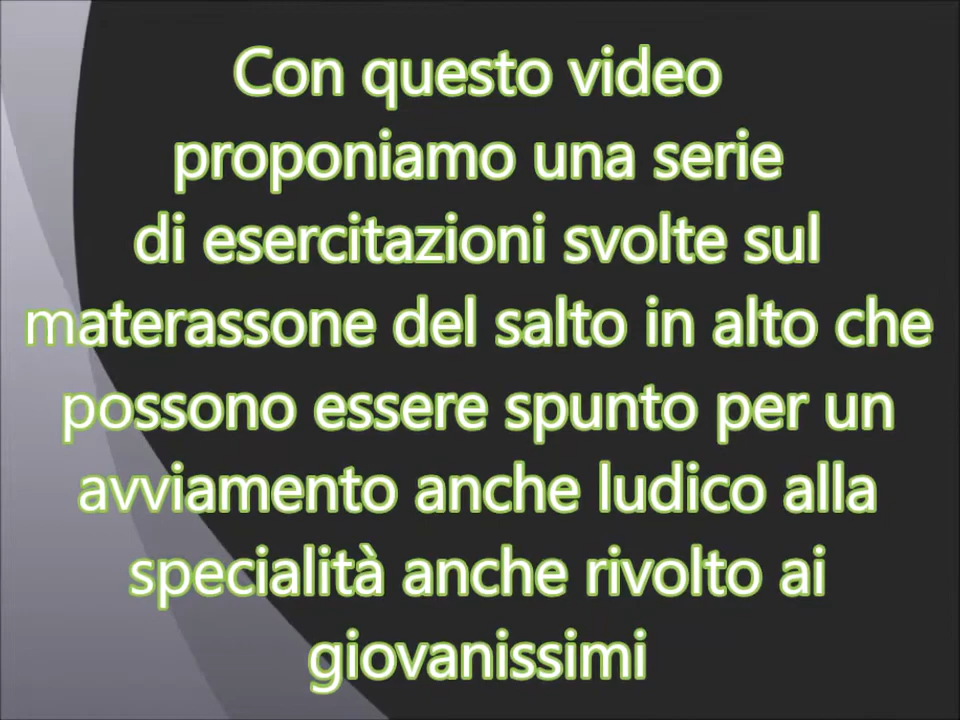 Con questo video
proponiamo una serie
di esercitazioni svolte sul
materassone del salto in alto che
possono essere spunto per un
avviamento anche ludico alla
specialità anche rivolto ai
giovanissimi